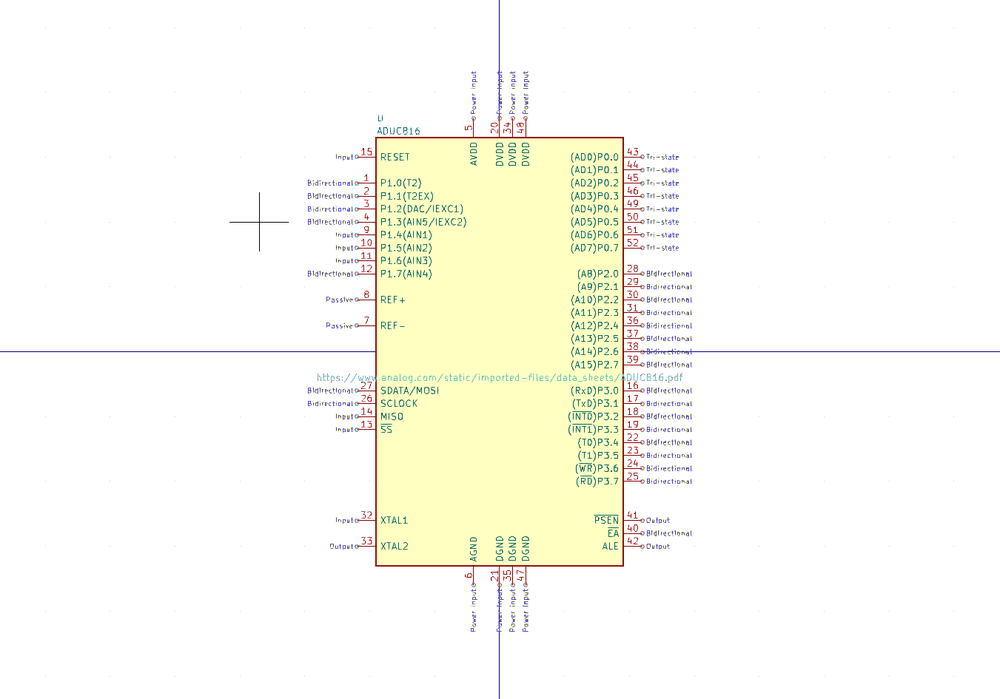 Power Input Power Input Power Input Power Input
5 20 34 48
U
ADUC816
AVDD DVDD DVDD DVDD
Input 15 RESET (AD0)P0.0 43 Tri-state
(AD1)P0.1 44 Tri-state
Bidirectional 1 P1.0(T2) (AD2)P0.2 45 Tri-state
Bidirectional 2 P1.1(T2EX) (AD3)P0.3 46 Tri-state
Bidirectional 3 P1.2(DAC/IEXC1) (AD4)P0.4 49 Tri-state
Bidirectional 4 P1.3(AIN5/IEXC2) (AD5)P0.5 50 Tri-state
Input 9 P1.4(AIN1) (AD6)P0.6 51 Tri-state
Input 10 P1.5(AIN2) (AD7)P0.7 52 Tri-state
Input 11 P1.6(AIN3)
Bidirectional 12 P1.7(AIN4) (A8)P2.0 28 Bidirectional
(A9)P2.1 29 Bidirectional
Passive 8 REF+ (A10)P2.2 30 Bidirectional
(A11)P2.3 31 Bidirectional
Passive 7 REF- (A12)P2.4 36 Bidirectional
(A13)P2.5 37 Bidirectional
(A14)P2.6 38 Bidirectional
(A15)P2.7 39 Bidirectional
https://www.analog.com/static/imported-files/data_sheets/ADUC816.pdf
Bidirectional 27 SDATA/MOSI (RxD)P3.0 16 Bidirectional
Bidirectional 26 SCLOCK (TxD)P3.1 17 Bidirectional
Input 14 MISO (INT0)P3.2 18 Bidirectional
Input 13 SS (INT1)P3.3 19 Bidirectional
(T0)P3.4 22 Bidirectional
(T1)P3.5 23 Bidirectional
(WR)P3.6 24 Bidirectional
(RD)P3.7 25 Bidirectional
Input 32 XTAL1 PSEN 41 Output
EA 40 Bidirectional
Output 33 XTAL2 ALE 42 Output
AGND DGND DGND DGND
6 21 35 47
Power Input Power Input Power Input Power Input